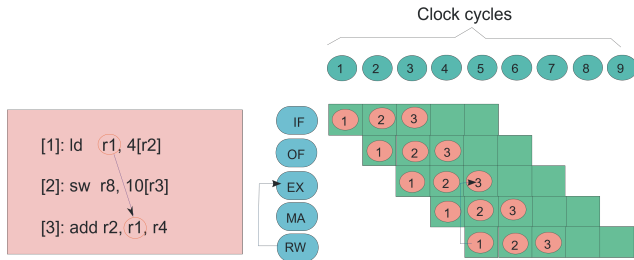 Clock cycles
1 2 3 4 5 6 7 8 9
[1]: ld r1, 4[r2]
[2]: sw r8, 10[r3]
[3]: add r2, r1, r4
IF 1 2 3
OF 1 2 3
EX 1 2 3
MA 1 2 3
RW 1 2 3